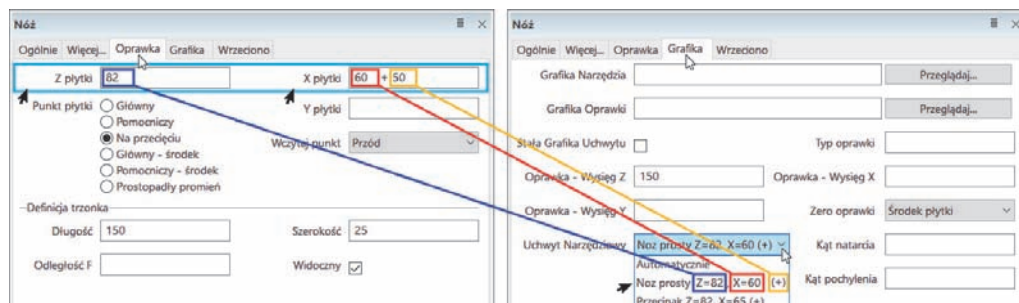 Nóż
Ogólnie Więcej... Oprawka Grafika Wrzeciono
Z płytki 82 X płytki 60 + 50
Punkt płytki Główny Y płytki
Pomocniczy
Na przecięciu Wczytaj punkt Przód
Główny - środek
Pomocniczy - środek
Prostopadły promień
Definicja trzonka
Długość 150 Szerokość 25
Odległość F Widoczny
Nóż
Ogólnie Więcej... Oprawka Grafika Wrzeciono
Grafika Narzędzia Przeglądaj...
Grafika Oprawki Przeglądaj...
Stała Grafika Uchwytu Typ oprawki
Oprawka - Wysięg Z 150 Oprawka - Wysięg X
Oprawka - Wysięg Y Zero oprawki Środek płytki
Uchwyt Narzędziowy Noz prosty Z=82, X=60 (+) Kąt natarcia
Automatycznie
Noz prosty Z=82, X=60 (+) Kąt pochylenia
Przecinak Z=82, X=65 (+)